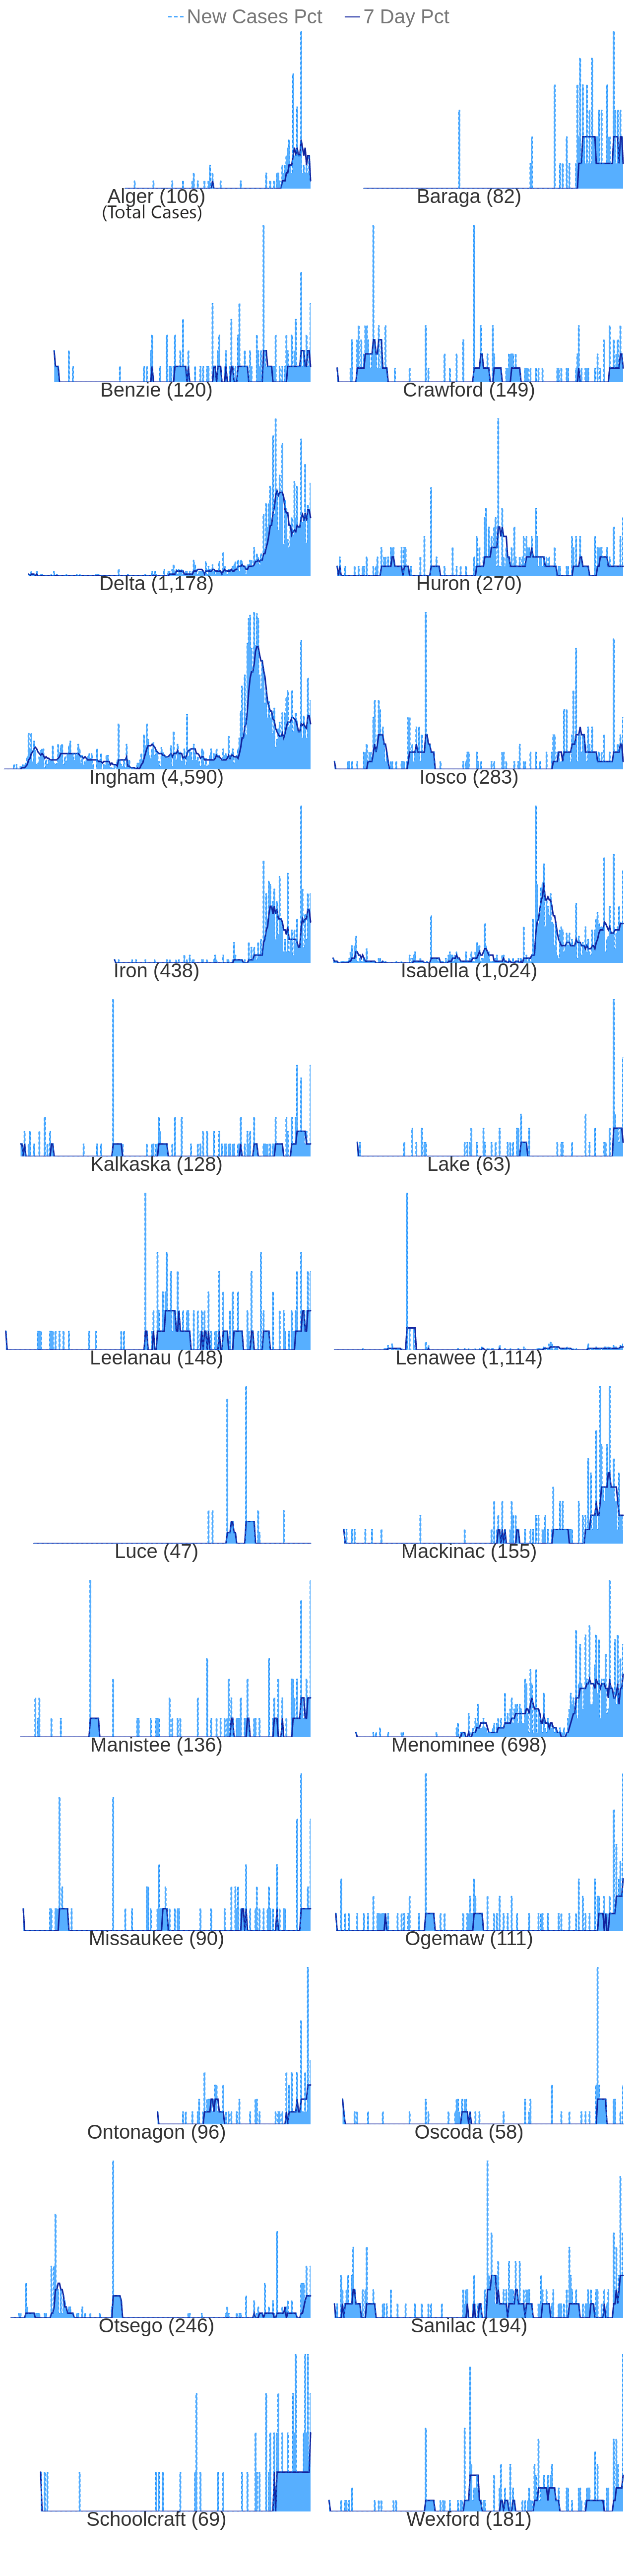 New Cases Pct 7 Day Pct
Alger (106) Baraga (82)
(Total Cases)
Benzie (120) Crawford (149)
Delta (1,178) Huron (270)
Ingham (4,590) Iosco (283)
Iron (438) Isabella (1,024)
Kalkaska (128) Lake (63)
Leelanau (148) Lenawee (1,114)
Luce (47) Mackinac (155)
Manistee (136) Menominee (698)
Missaukee (90) Ogemaw (111)
Ontonagon (96) Oscoda (58)
Otsego (246) Sanilac (194)
Schoolcraft (69) Wexford (181)